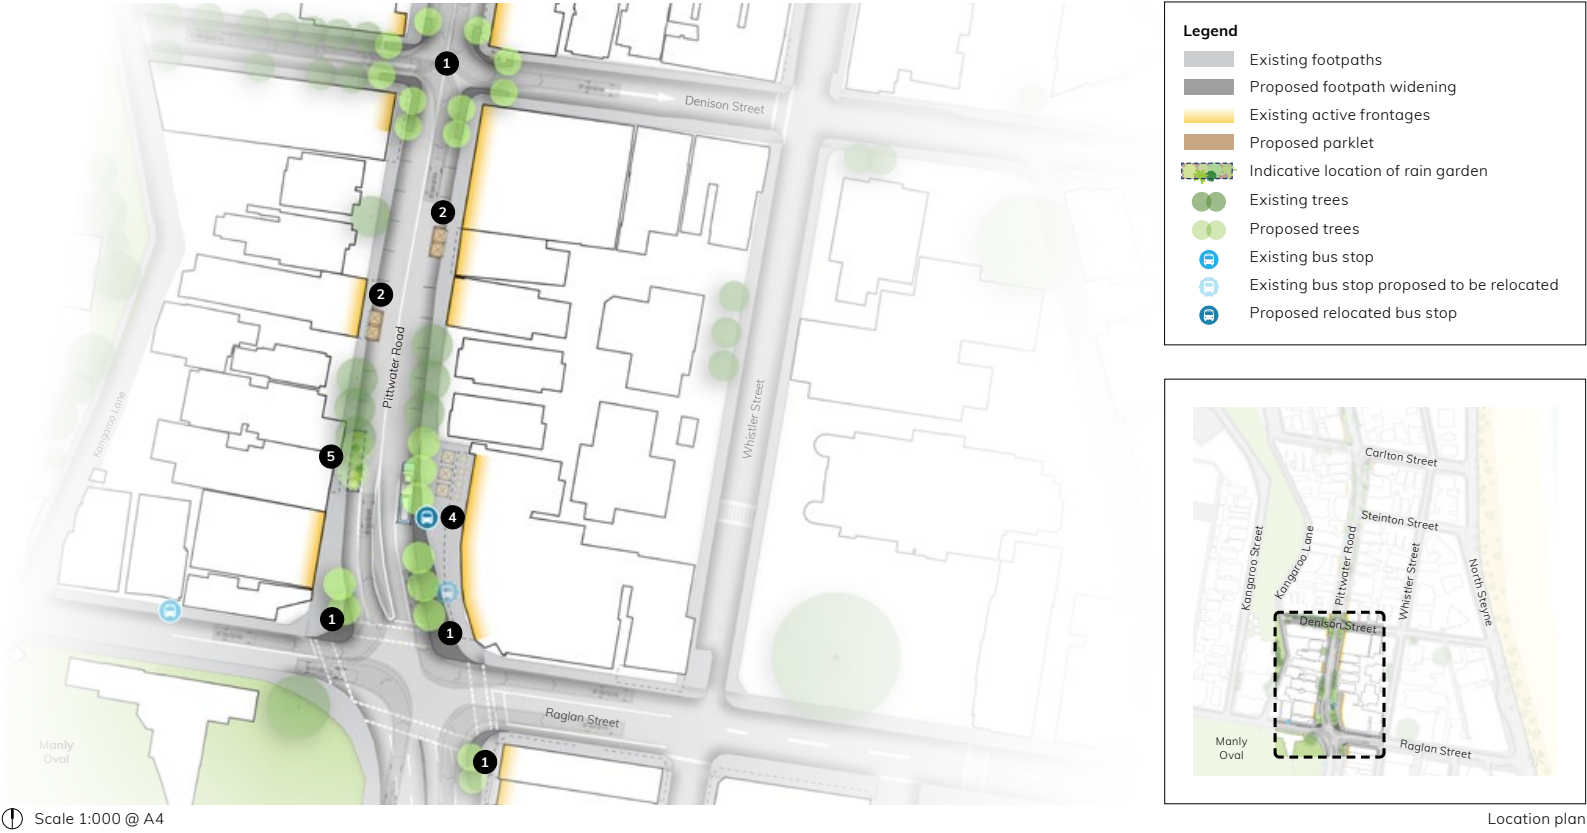 1
Denison Street
2
2
Pittwater Road
Kangaroo Lane
Whistler Street
5
4
1
1
Raglan Street
Manly
Oval
1
Scale 1:000 @ A4
Legend
Existing footpaths
Proposed footpath widening
Existing active frontages
Proposed parklet
Indicative location of rain garden
Existing trees
Proposed trees
Existing bus stop
Existing bus stop proposed to be relocated
Proposed relocated bus stop
Carlton Street
Steinton Street
Kangaroo Street
Kangaroo Lane
Pittwater Road
Whistler Street
North Steyne
Denison Street
Manly
Oval
Raglan Street
Location plan